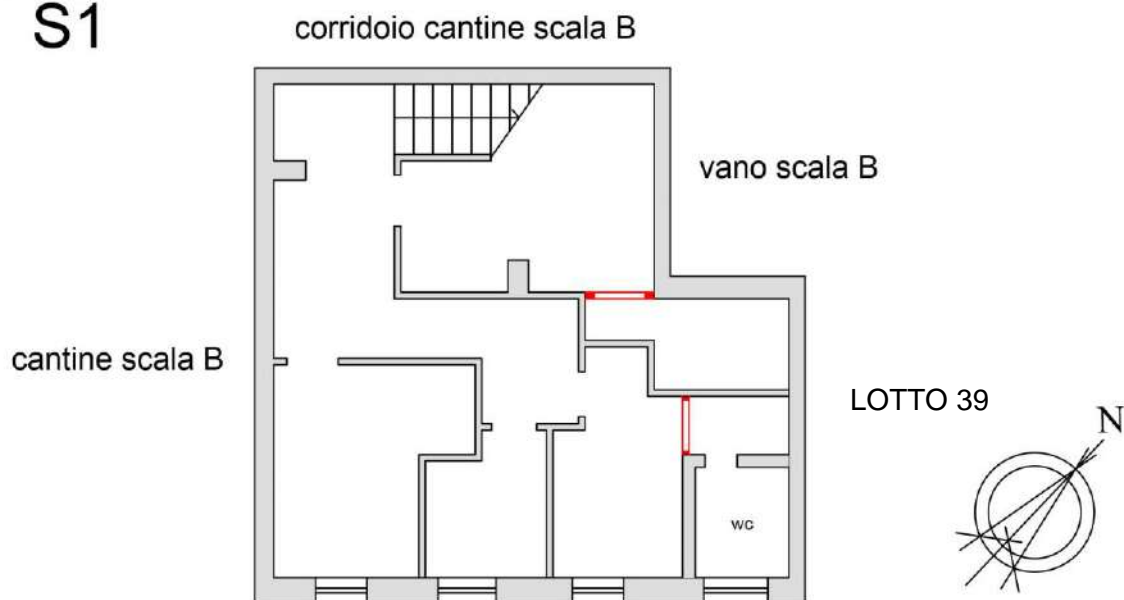 S1
corridoio cantine scala B
vano scala B
cantine scala B
LOTTO 39
N
wc